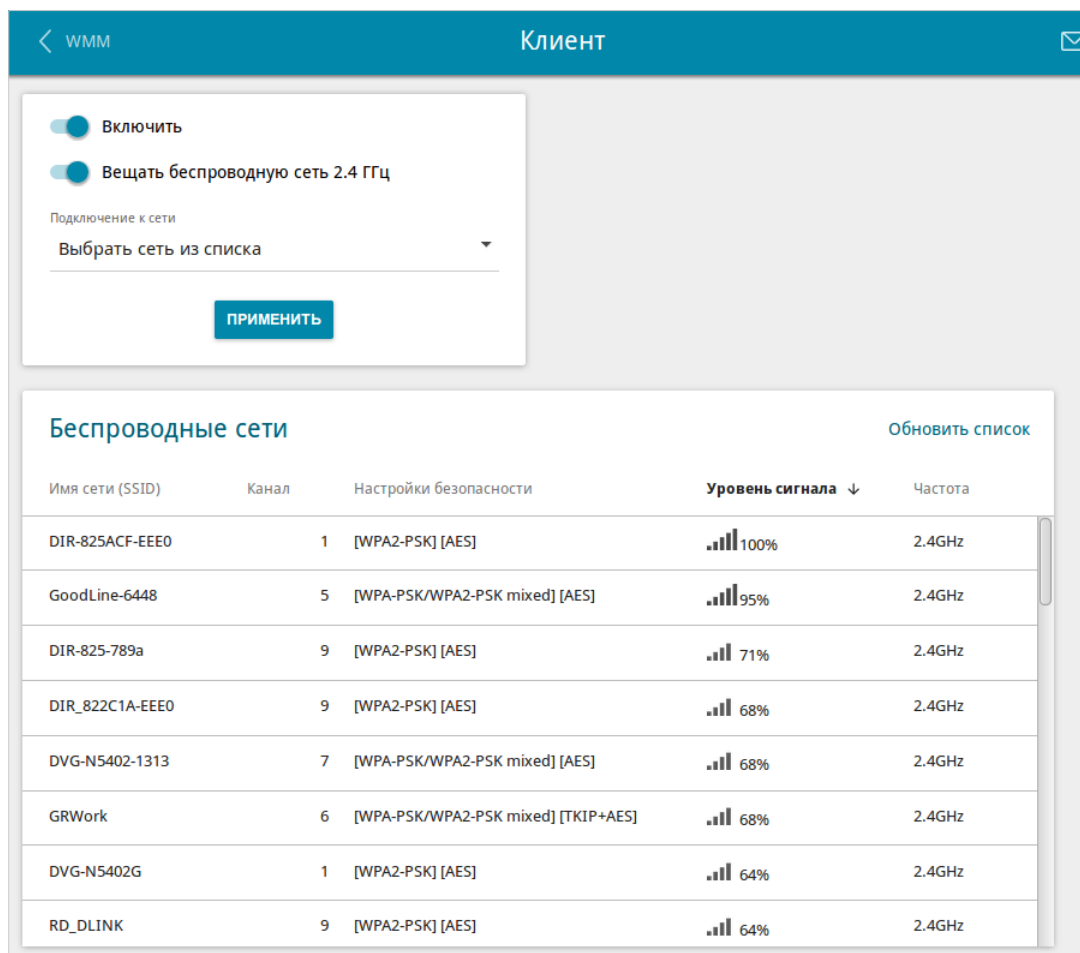 WMM Клиент
Включить
Вещать беспроводную сеть 2.4 ГГц
Подключение к сети
Выбрать сеть из списка
ПРИМЕНИТЬ
Беспроводные сети Обновить список
Имя сети (SSID) Канал Настройки безопасности Уровень сигнала Частота
DIR-825ACF-EEE0 1 [WPA2-PSK] [AES] 100% 2.4GHz
GoodLine-6448 5 [WPA-PSK/WPA2-PSK mixed] [AES] 95% 2.4GHz
DIR-825-789a 9 [WPA2-PSK] [AES] 71% 2.4GHz
DIR_822C1A-EEE0 9 [WPA2-PSK] [AES] 68% 2.4GHz
DVG-N5402-1313 7 [WPA-PSK/WPA2-PSK mixed] [AES] 68% 2.4GHz
GRWork 6 [WPA-PSK/WPA2-PSK mixed] [TKIP+AES] 68% 2.4GHz
DVG-N5402G 1 [WPA2-PSK] [AES] 64% 2.4GHz
RD_DLINK 9 [WPA2-PSK] [AES] 64% 2.4GHz